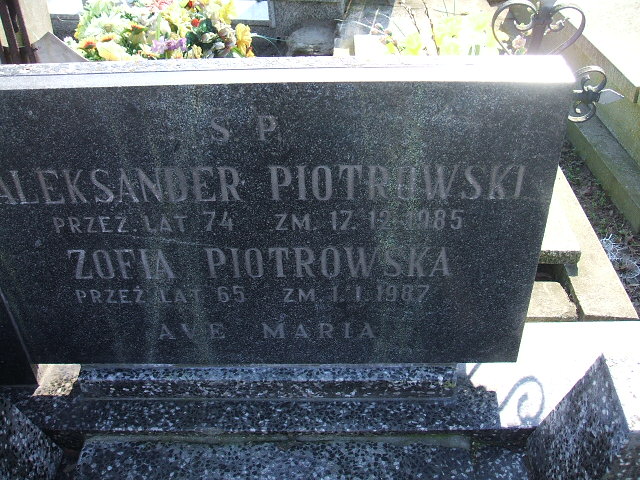 S P
ALEKSANDER PIOTROWSKI
PRZEŻ. LAT 74 ZM. 17. 12. 1985
ZOFIA PIOTROWSKA
PRZEŻ LAT 65 ZM. 1. 1. 1987
AVE MARIA